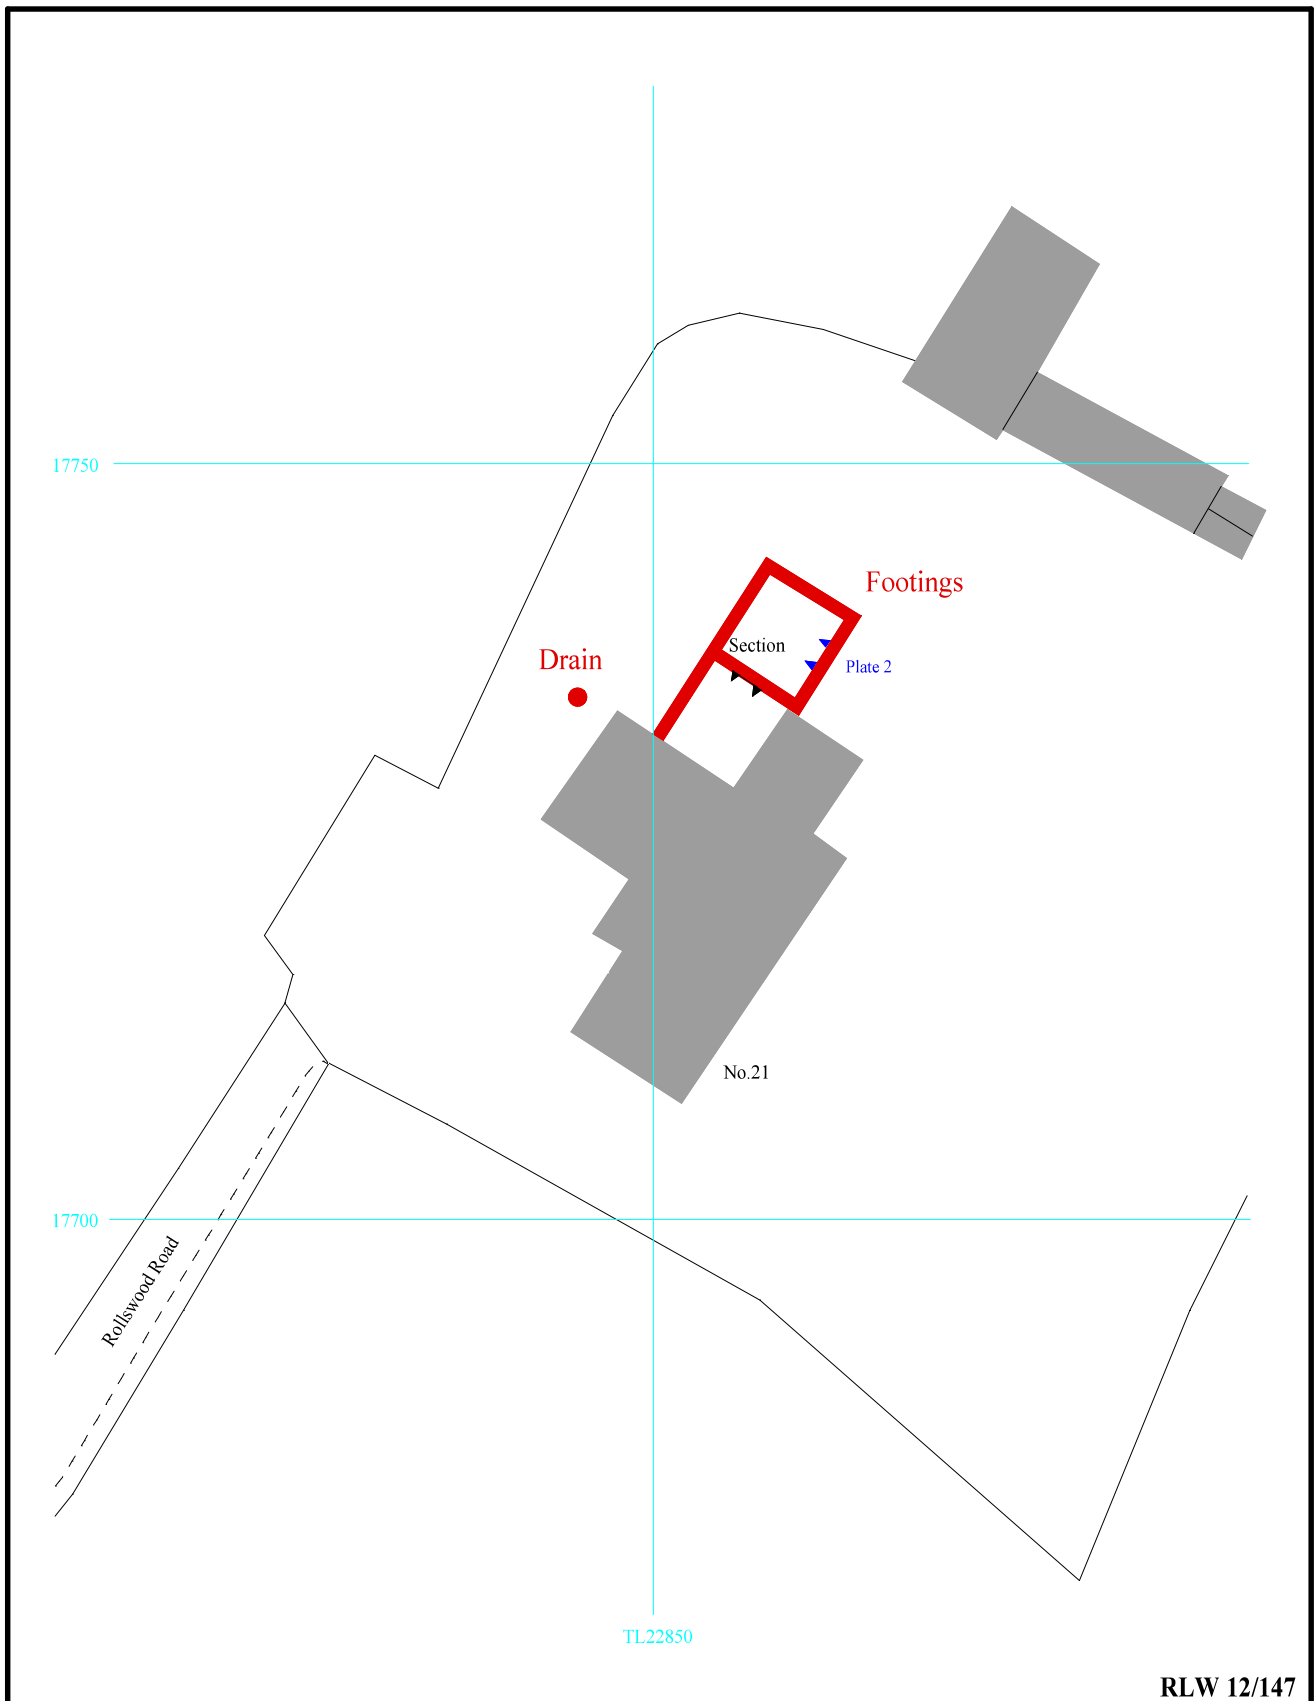 17750
Footings
Section
Drain
Plate 2
No.21
17700
Rollswood Road
TL22850
RLW 12/147